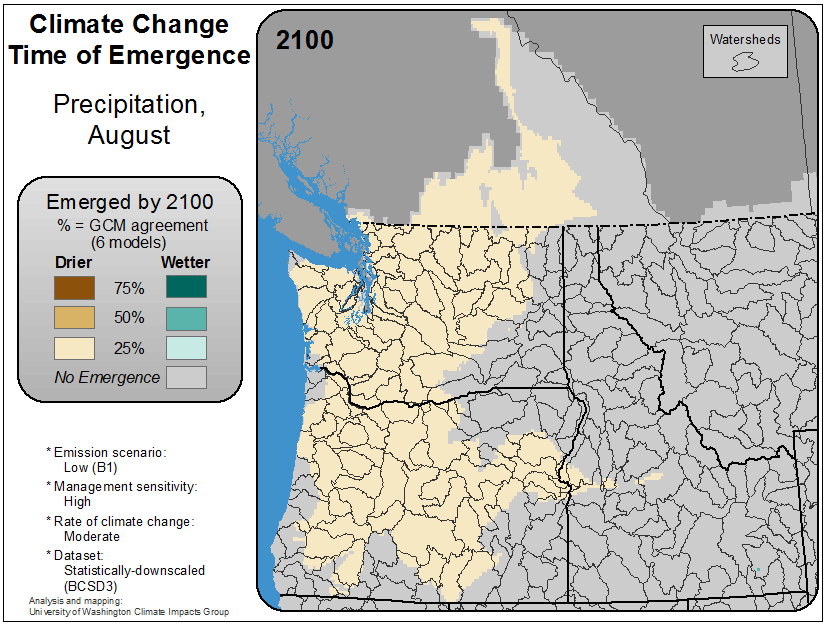 Climate Change
Time of Emergence
Precipitation,
August
2100
Watersheds
Emerged by 2100
% = GCM agreement
(6 models)
Drier Wetter
75%
50%
25%
No Emergence
* Emission scenario:
Low (B1)
* Management sensitivity:
High
* Rate of climate change:
Moderate
* Dataset:
Statistically-downscaled
(BCSD3)
Analysis and mapping:
University of Washington Climate Impacts Group